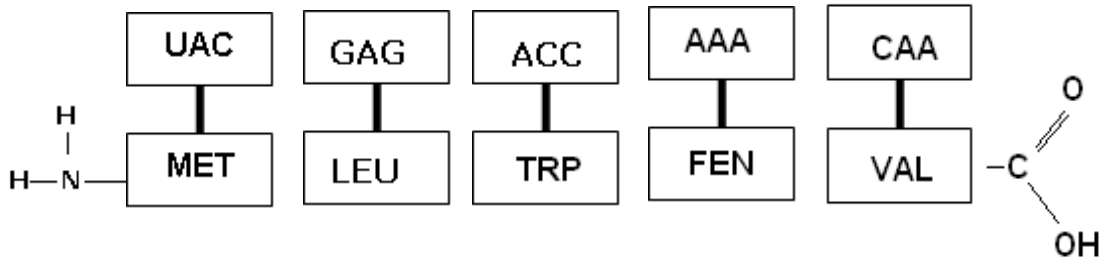 UAC GAG ACC AAA CAA
O
H
H N MET LEU TRP FEN VAL C
OH